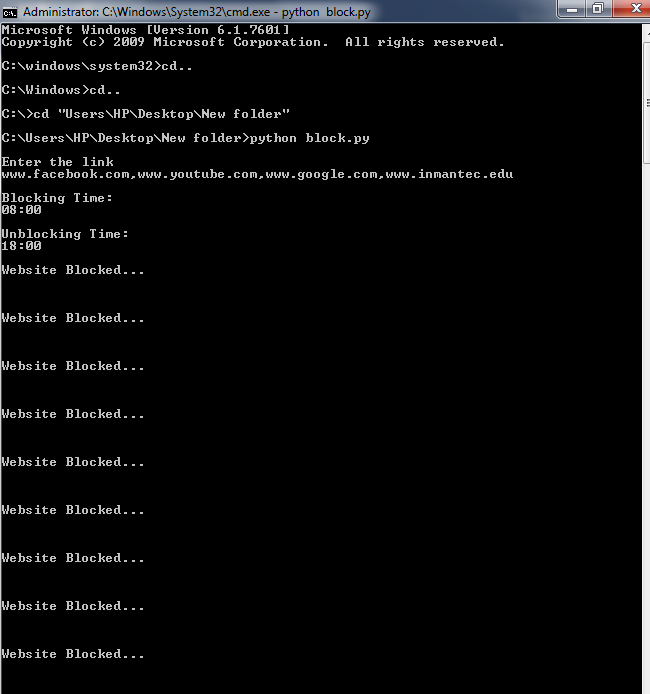 Administrator: C:\Windows\System32\cmd.exe - python  block.py
Microsoft Windows [Version 6.1.7601]
Copyright (c) 2009 Microsoft Corporation.  All rights reserved.
C:\windows\system32>cd..
C:\Windows>cd..
C:\>cd "Users\HP\Desktop\New folder"
C:\Users\HP\Desktop\New folder>python block.py
Enter the link
www.facebook.com,www.youtube.com,www.google.com,www.inmantec.edu
Blocking Time:
08:00
Unblocking Time:
18:00
Website Blocked...
Website Blocked...
Website Blocked...
Website Blocked...
Website Blocked...
Website Blocked...
Website Blocked...
Website Blocked...
Website Blocked...